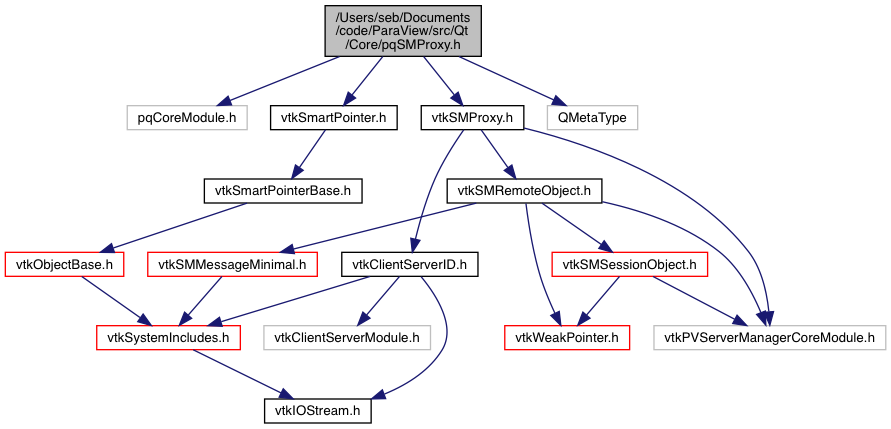 /Users/seb/Documents
/code/ParaView/src/Qt
/Core/pqSMProxy.h
pqCoreModule.h
vtkSmartPointer.h
vtkSMProxy.h
QMetaType
vtkSmartPointerBase.h
vtkSMRemoteObject.h
vtkObjectBase.h
vtkSMMessageMinimal.h
vtkClientServerID.h
vtkSMSessionObject.h
vtkSystemIncludes.h
vtkClientServerModule.h
vtkWeakPointer.h
vtkPVServerManagerCoreModule.h
vtkIOStream.h